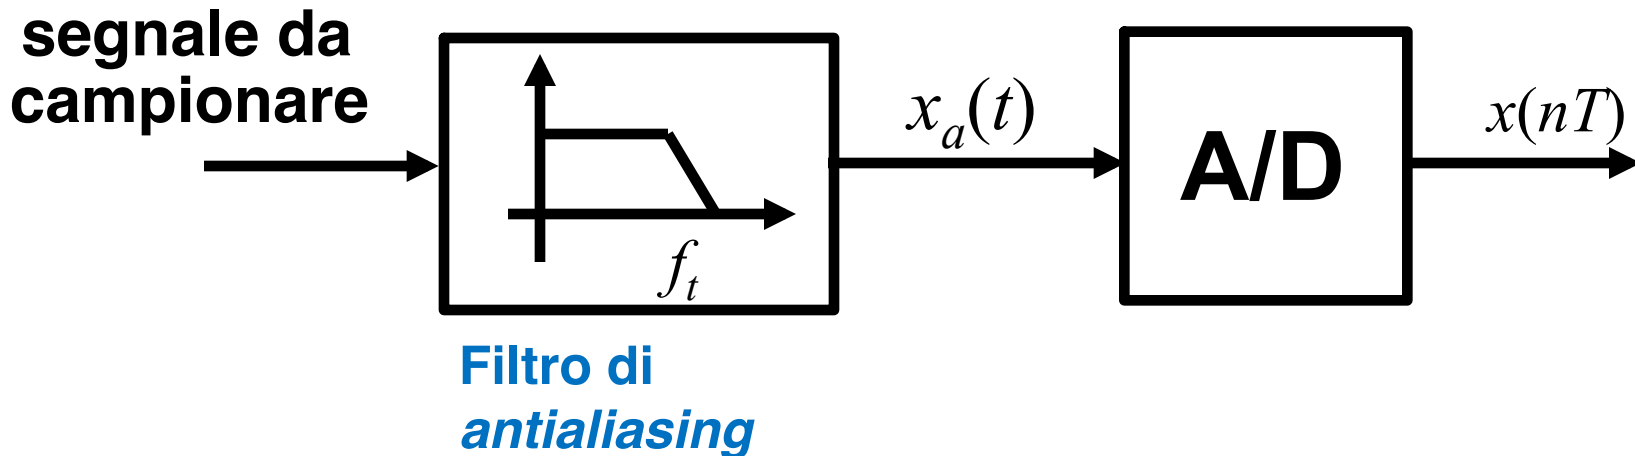 segnale da
campionare
f_t
Filtro di
antialiasing
x_a(t)
A/D
x(nT)